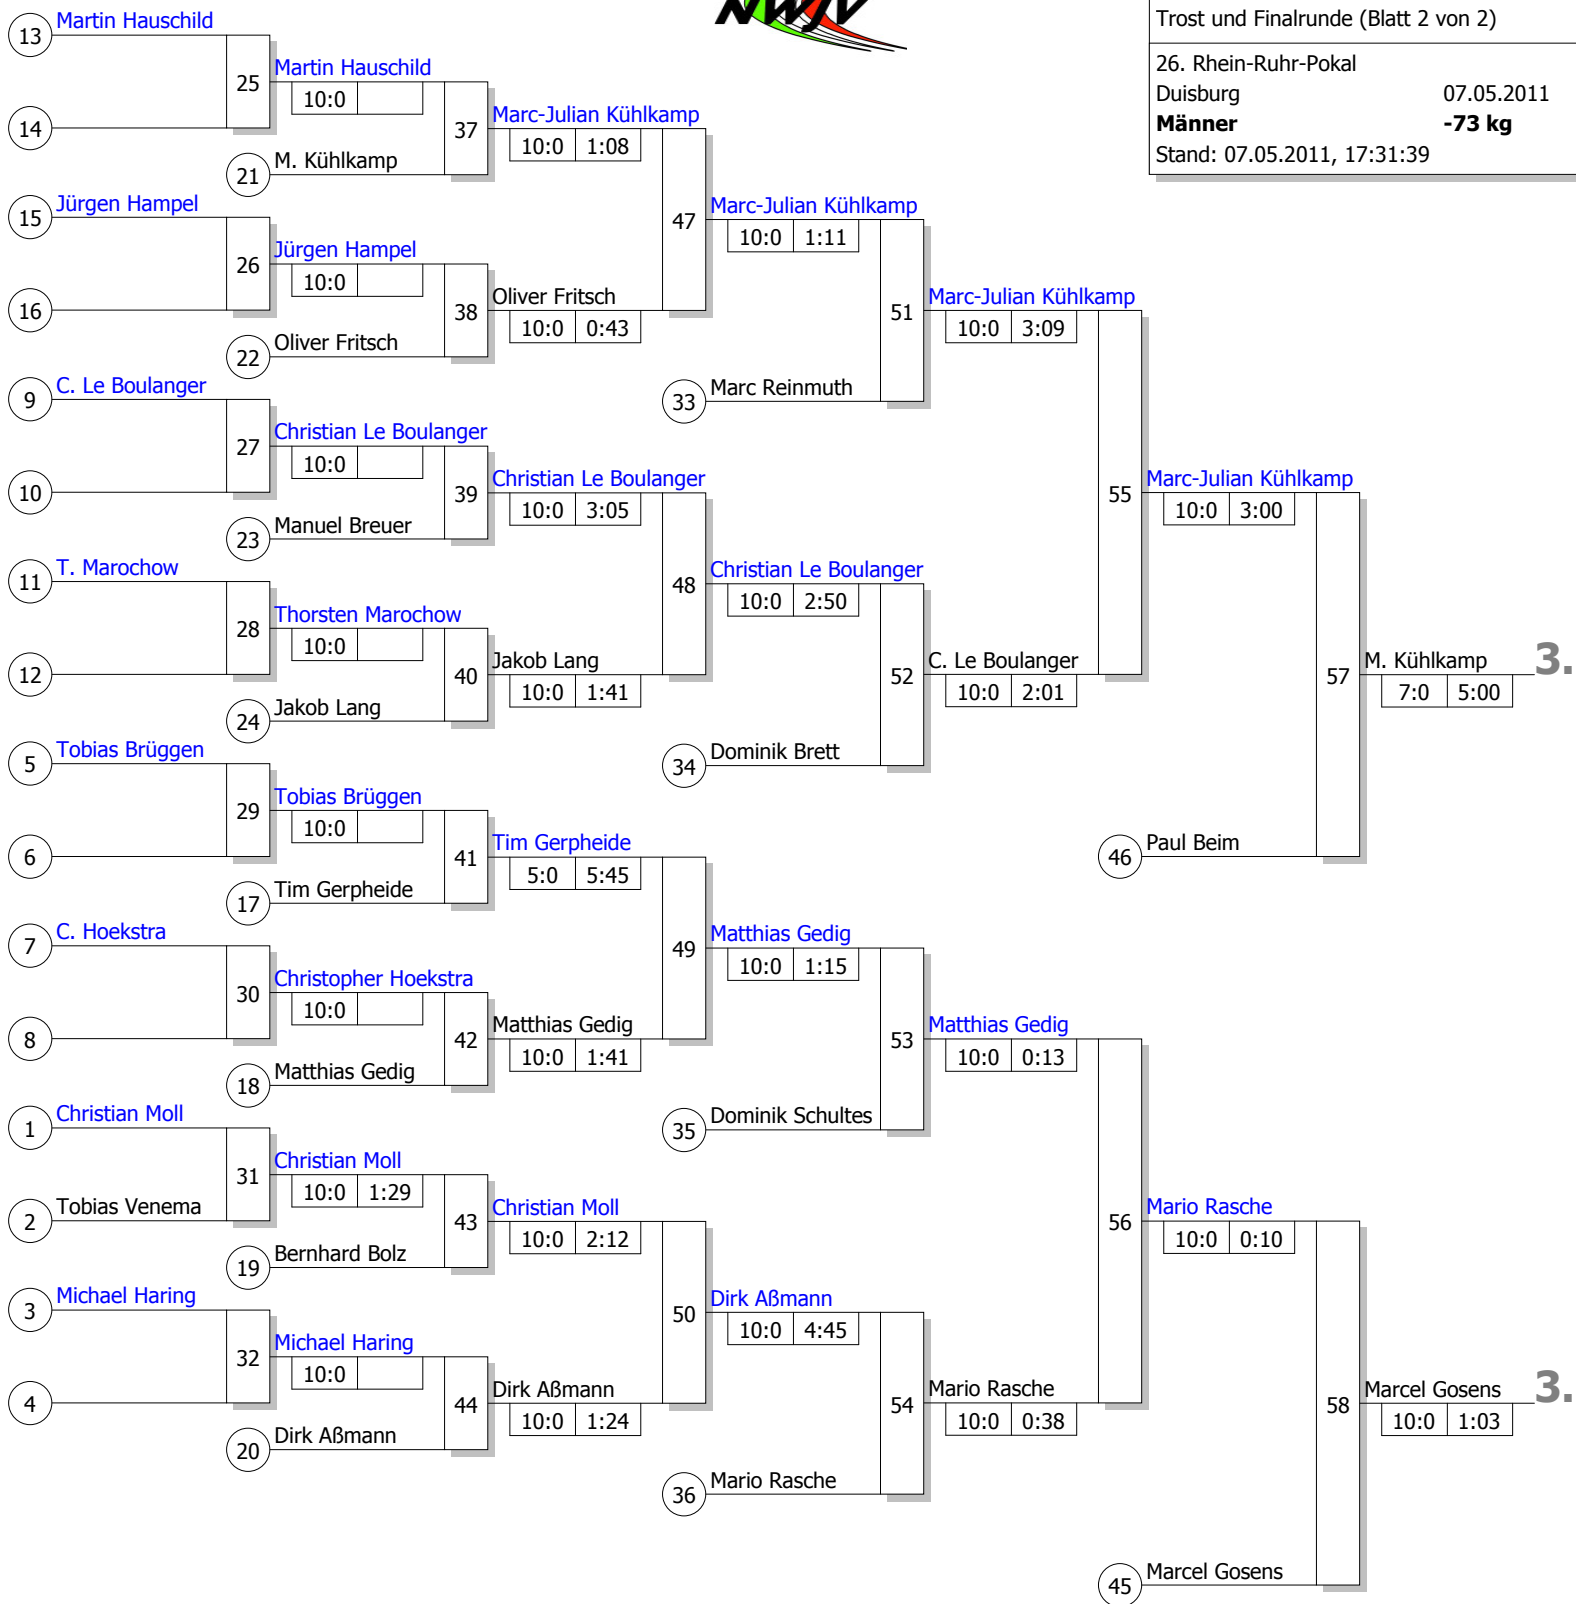 NWJV
Trost und Finalrunde (Blatt 2 von 2)
26. Rhein-Ruhr-Pokal
Duisburg 07.05.2011
Männer -73 kg
Stand: 07.05.2011, 17:31:39
13 Martin Hauschild
14
25 Martin Hauschild
10:0
21 M. Kühlkamp
37 Marc-Julian Kühlkamp
10:0 1:08
15 Jürgen Hampel
16
26 Jürgen Hampel
10:0
22 Oliver Fritsch
38 Oliver Fritsch
10:0 0:43
47 Marc-Julian Kühlkamp
10:0 1:11
33 Marc Reinmuth
51 Marc-Julian Kühlkamp
10:0 3:09
9 C. Le Boulanger
10
27 Christian Le Boulanger
10:0
23 Manuel Breuer
39 Christian Le Boulanger
10:0 3:05
11 T. Marochow
12
28 Thorsten Marochow
10:0
24 Jakob Lang
40 Jakob Lang
10:0 1:41
48 Christian Le Boulanger
10:0 2:50
34 Dominik Brett
52 C. Le Boulanger
10:0 2:01
55 Marc-Julian Kühlkamp
10:0 3:00
46 Paul Beim
57 M. Kühlkamp 3.
7:0 5:00
5 Tobias Brüggen
6
29 Tobias Brüggen
10:0
17 Tim Gerpheide
41 Tim Gerpheide
5:0 5:45
7 C. Hoekstra
8
30 Christopher Hoekstra
10:0
18 Matthias Gedig
42 Matthias Gedig
10:0 1:41
49 Matthias Gedig
10:0 1:15
35 Dominik Schultes
53 Matthias Gedig
10:0 0:13
1 Christian Moll
2 Tobias Venema
31 Christian Moll
10:0 1:29
19 Bernhard Bolz
43 Christian Moll
10:0 2:12
3 Michael Haring
4
32 Michael Haring
10:0
20 Dirk Aßmann
44 Dirk Aßmann
10:0 1:24
50 Dirk Aßmann
10:0 4:45
36 Mario Rasche
54 Mario Rasche
10:0 0:38
56 Mario Rasche
10:0 0:10
45 Marcel Gosens
58 Marcel Gosens 3.
10:0 1:03